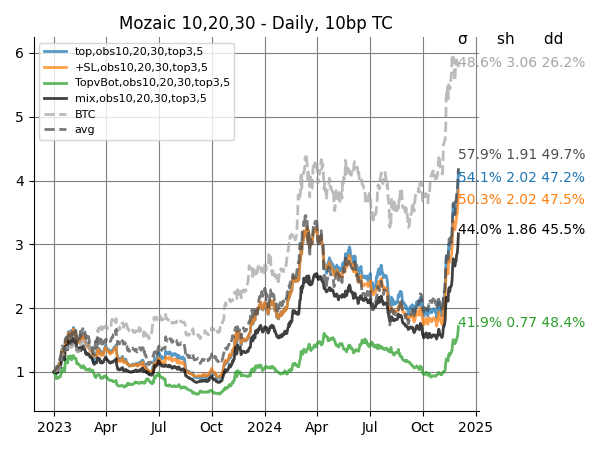 Mozaic 10,20,30 - Daily, 10bp TC
σ sh dd
top,obs10,20,30,top3,5
+SL,obs10,20,30,top3,5
TopvBot,obs10,20,30,top3,5
mix,obs10,20,30,top3,5
BTC
avg
48.6% 3.06 26.2%
57.9% 1.91 49.7%
54.1% 2.02 47.2%
50.3% 2.02 47.5%
44.0% 1.86 45.5%
41.9% 0.77 48.4%
6
5
4
3
2
1
2023 Apr Jul Oct 2024 Apr Jul Oct 2025